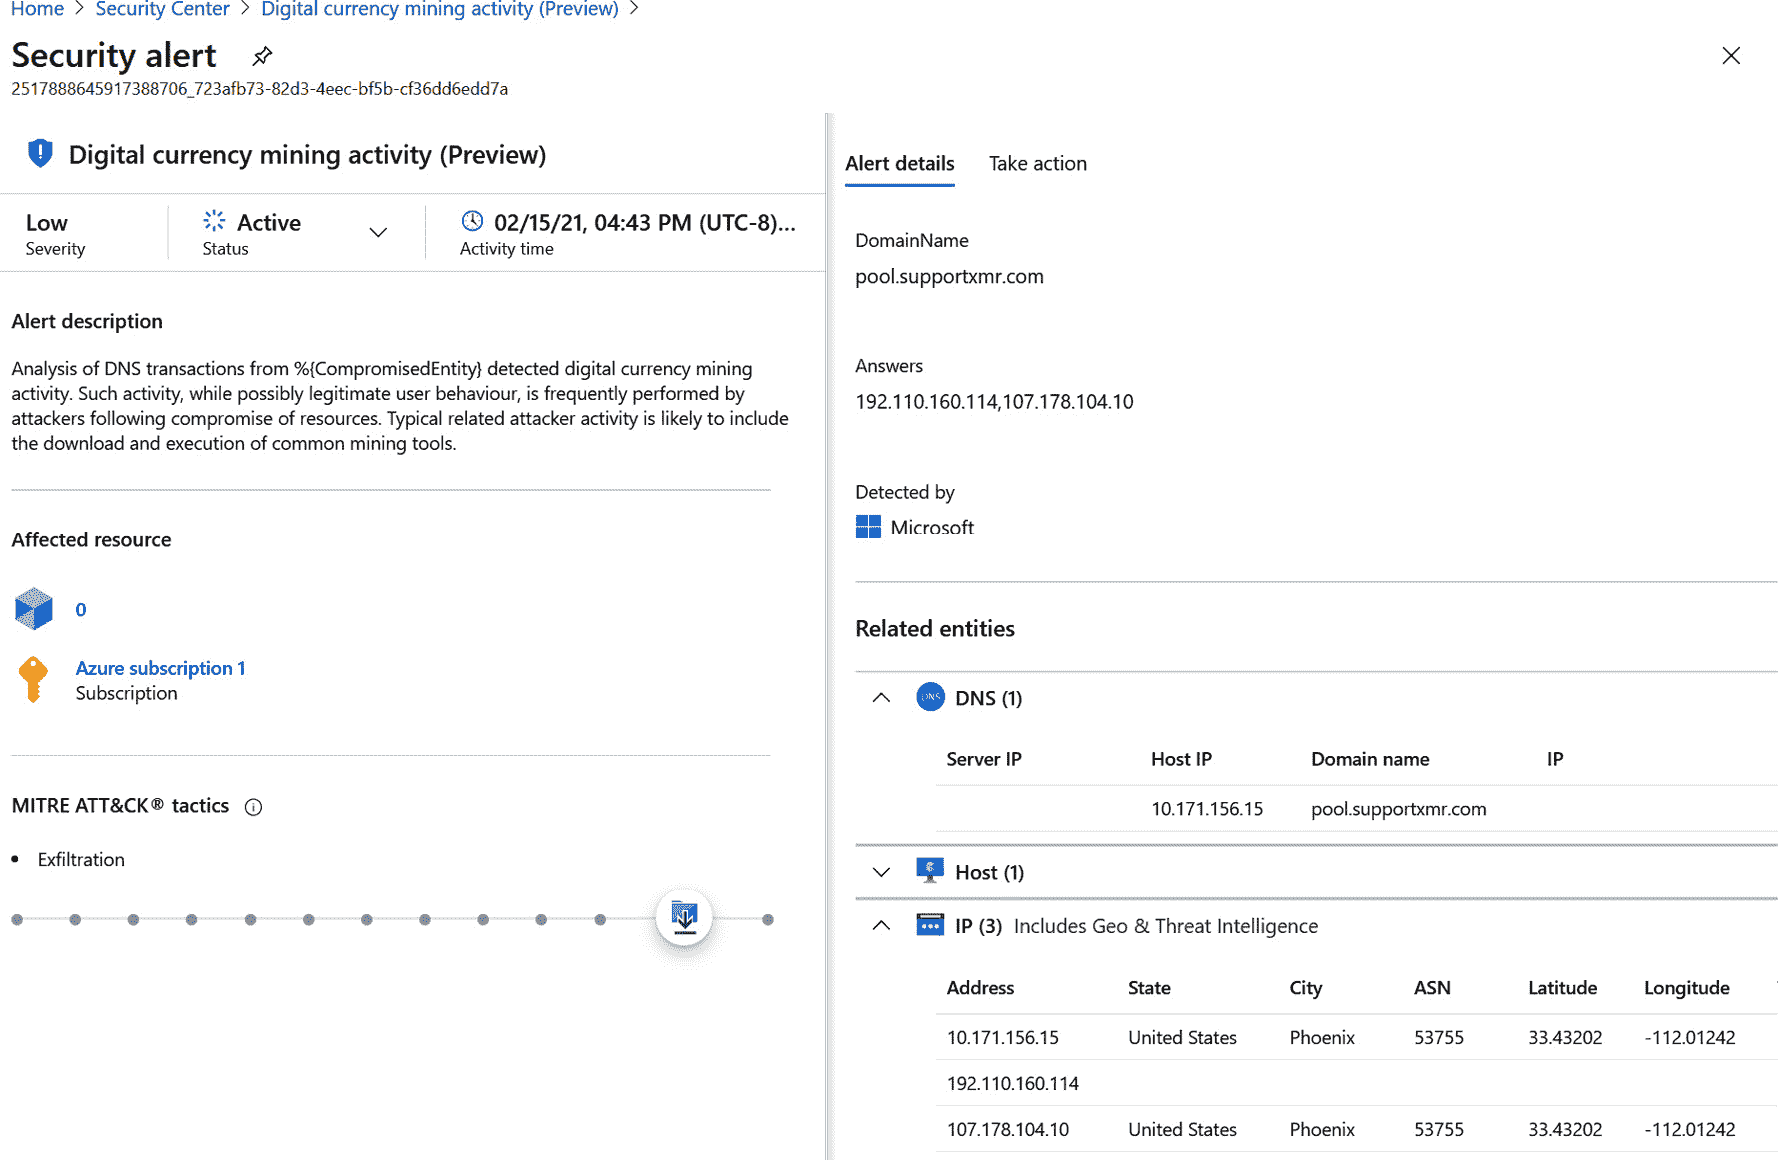 Home > Security Center > Digital currency mining activity (Preview) >
Security alert
2517888645917388706_723afb73-82d3-4eec-bf5b-cf36dd6edd7a
Digital currency mining activity (Preview)
Low
Severity
Active
Status
02/15/21, 04:43 PM (UTC-8)...
Activity time
Alert description
Analysis of DNS transactions from %{CompromisedEntity} detected digital currency mining
activity. Such activity, while possibly legitimate user behaviour, is frequently performed by
attackers following compromise of resources. Typical related attacker activity is likely to include
the download and execution of common mining tools.
Affected resource
0
Azure subscription 1
Subscription
MITRE ATT&CK® tactics
• Exfiltration
Alert details Take action
DomainName
pool.supportxmr.com
Answers
192.110.160.114,107.178.104.10
Detected by
Microsoft
Related entities
DNS DNS (1)
Server IP Host IP Domain name IP
10.171.156.15 pool.supportxmr.com
Host (1)
IP (3) Includes Geo & Threat Intelligence
Address State City ASN Latitude Longitude
10.171.156.15 United States Phoenix 53755 33.43202 -112.01242
192.110.160.114
107.178.104.10 United States Phoenix 53755 33.43202 -112.01242